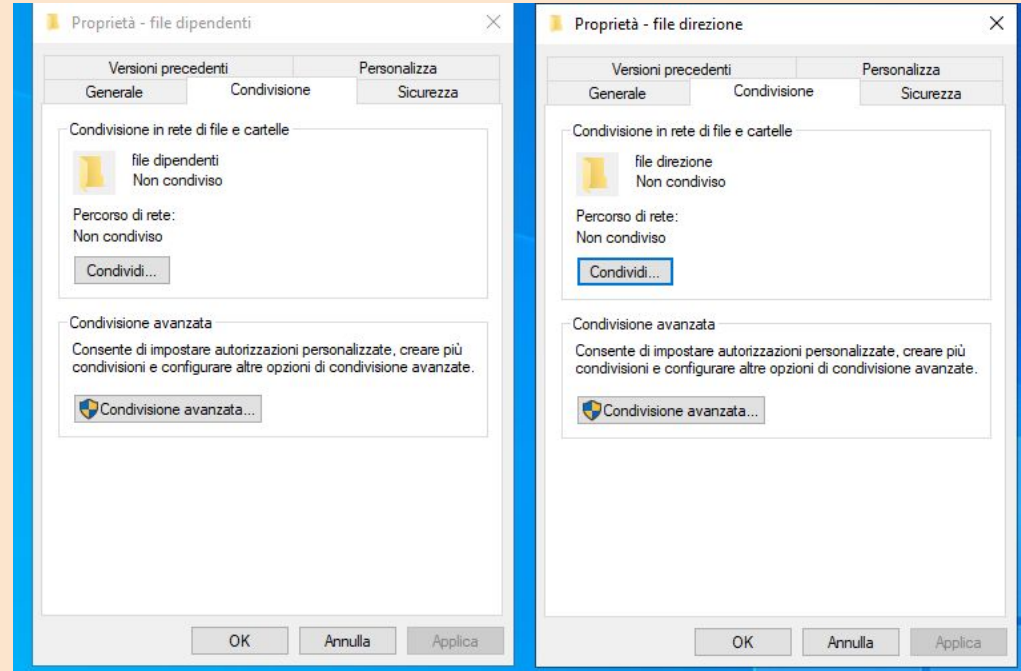 Proprietà - file dipendenti
Versioni precedenti
Personalizza
Generale
Condivisione
Sicurezza
Condivisione in rete di file e cartelle
file dipendenti
Non condiviso
Percorso di rete:
Non condiviso
Condividi...
Condivisione avanzata
Consente di impostare autorizzazioni personalizzate, creare più
condivisioni e configurare altre opzioni di condivisione avanzate.
Condivisione avanzata...
OK
Annulla
Applica
Proprietà - file direzione
Versioni precedenti
Personalizza
Generale
Condivisione
Sicurezza
Condivisione in rete di file e cartelle
file direzione
Non condiviso
Percorso di rete:
Non condiviso
Condividi...
Condivisione avanzata
Consente di impostare autorizzazioni personalizzate, creare più
condivisioni e configurare altre opzioni di condivisione avanzate.
Condivisione avanzata...
OK
Annulla
Applica